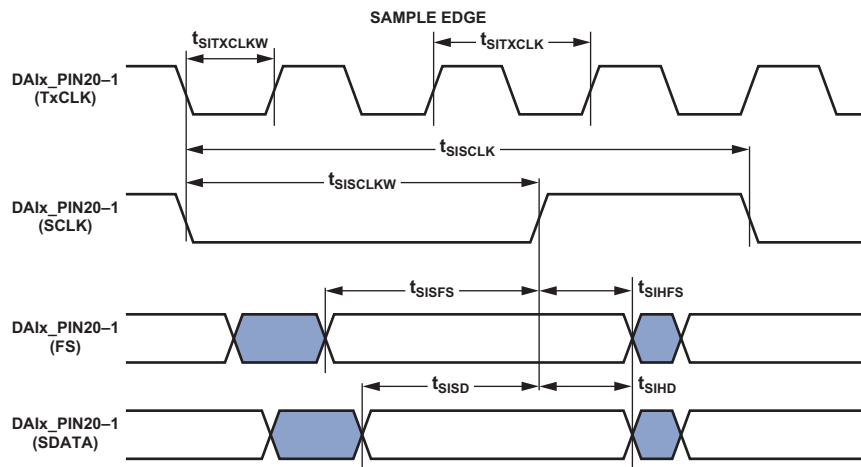 SAMPLE EDGE
tSITXCLKW
tSITXCLK
DAIx_PIN20–1
(TxCLK)
tSISCLK
tSISCLKW
DAIx_PIN20–1
(SCLK)
tSISFS
tSIHFS
DAIx_PIN20–1
(FS)
tSISD
tSIHD
DAIx_PIN20–1
(SDATA)